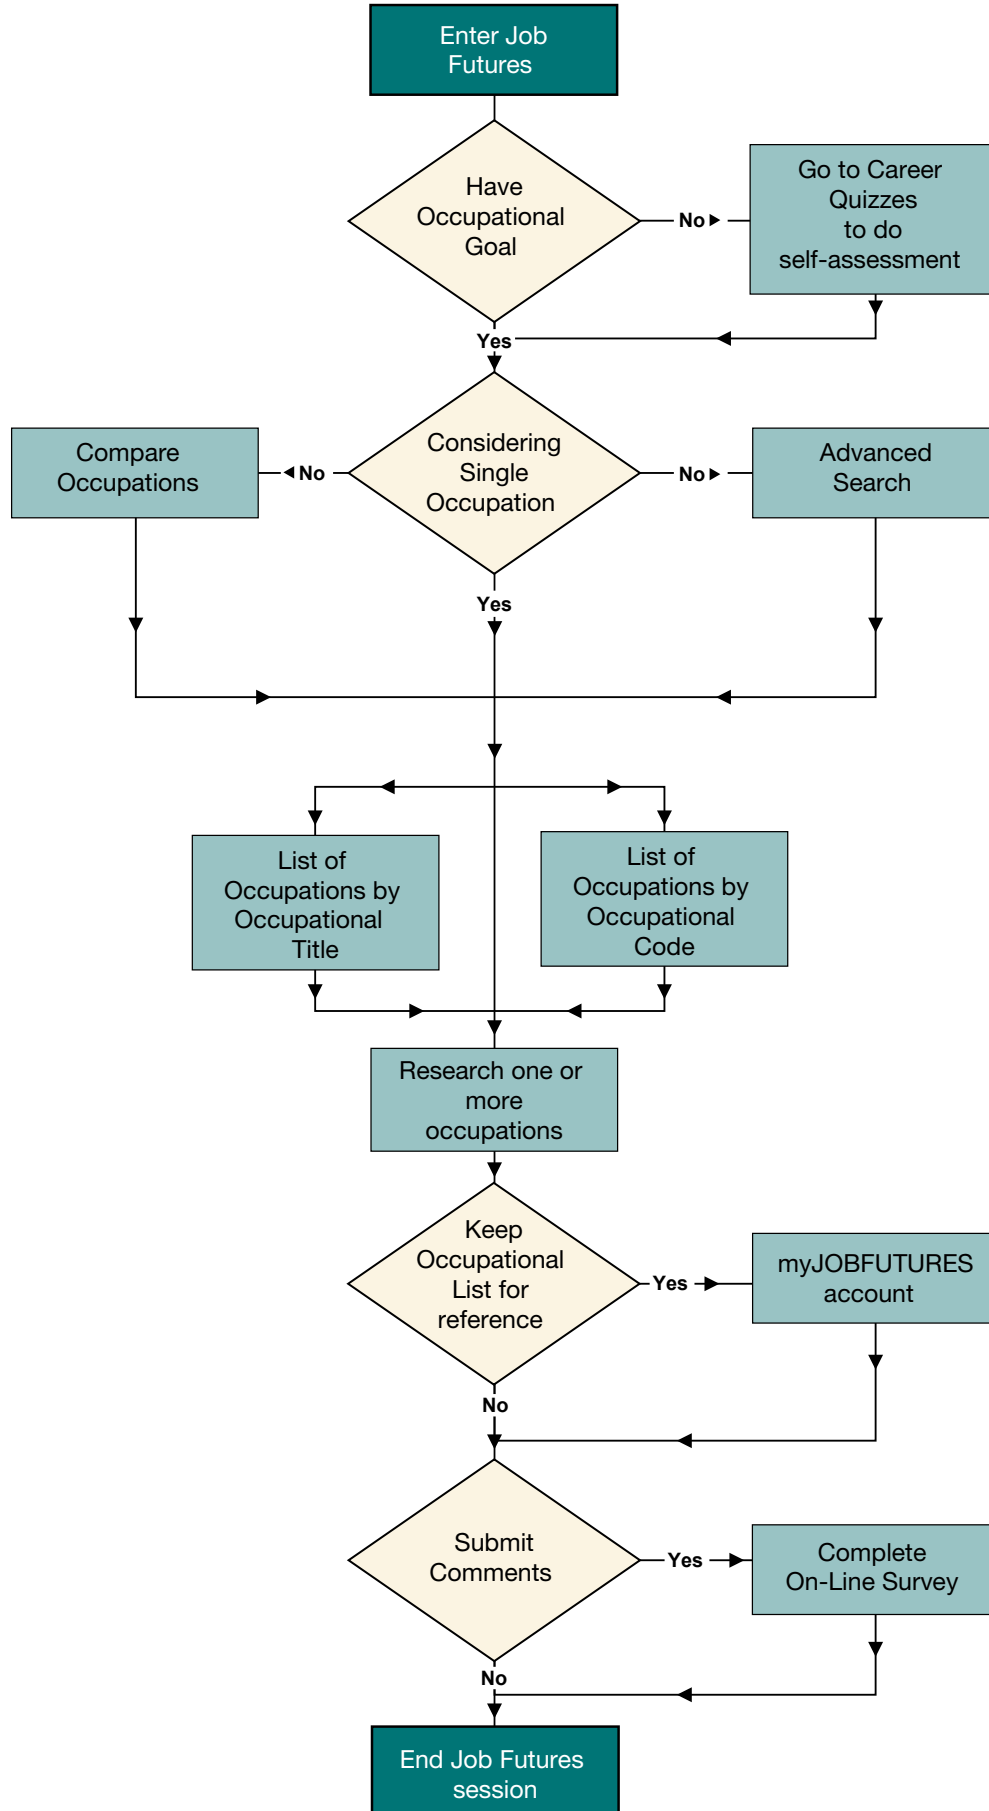 Enter Job
Futures
Have
Occupational
Goal
No
Go to Career
Quizzes
to do
self-assessment
Yes
Compare
Occupations
No
Considering
Single
Occupation
No
Advanced
Search
Yes
List of
Occupations by
Occupational
Title
List of
Occupations by
Occupational
Code
Research one or
more
occupations
Keep
Occupational
List for
reference
Yes
myJOBFUTURES
account
No
Submit
Comments
Yes
Complete
On-Line Survey
No
End Job Futures
session